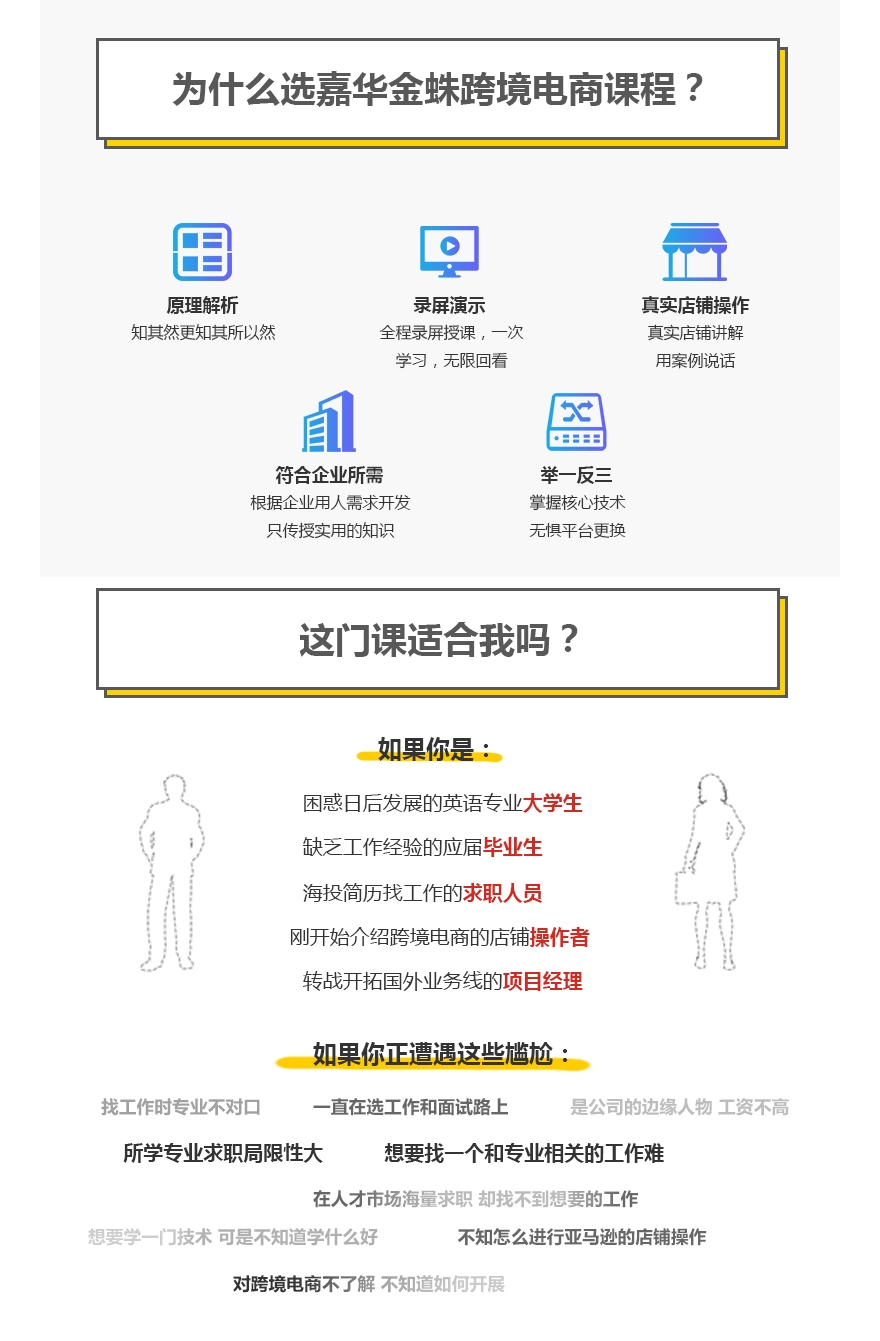 为什么选嘉华金蛛跨境电商课程？
原理解析
知其然更知其所以然
录屏演示
全程录屏授课，一次
学习，无限回看
真实店铺操作
真实店铺讲解
用案例说话
符合企业所需
根据企业用人需求开发
只传授实用的知识
举一反三
掌握核心技术
无惧平台更换
这门课适合我吗？
如果你是：
困惑日后发展的英语专业大学生
缺乏工作经验的应届毕业生
海投简历找工作的求职人员
刚开始介绍跨境电商的店铺操作者
转战开拓国外业务线的项目经理
如果你正遭遇这些尴尬：
找工作时专业不对口
一直在选工作和面试路上
是公司的边缘人物 工资不高
所学专业求职局限性大
想要找一个和专业相关的工作难
在人才市场海量求职 却找不到想要的工作
想要学一门技术 可是不知道学什么好
不知怎么进行亚马逊的店铺操作
对跨境电商不了解 不知道如何开展